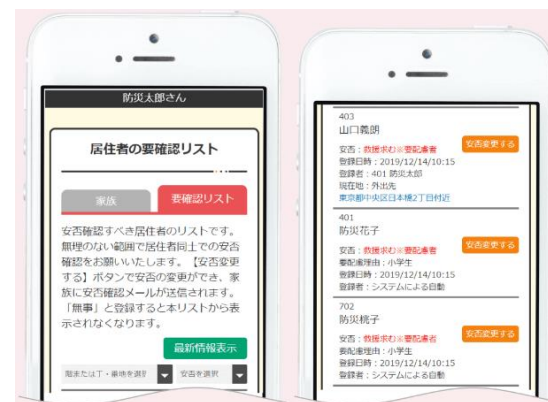 防災太郎さん
居住者の要確認リスト
家族
要確認リスト
安否確認すべき居住者のリストです。
無理のない範囲で居住者同士での安否
確認をお願いいたします。【安否変更
する】ボタンで安否の変更ができ、家
族に安否確認メールが送信されます。
「無事」と登録すると本リストから表
示されなくなります。
最新情報表示
階または丁・番地を選択
安否を選択
403
山口義朗
安否：救援求む※要配慮者
安否変更する
登録日時：2019/12/14/10:15
登録者：401 防災太郎
現在地：外出先
東京都中央区日本橋2丁目付近
401
防災花子
安否：救援求む※要配慮者
安否変更する
要配慮理由：小学生
登録日時：2019/12/14/10:15
登録者：システムによる自動
702
防災桃子
安否：救援求む※要配慮者
安否変更する
要配慮理由：小学生
登録日時：2019/12/14/10:15
登録者：システムによる自動